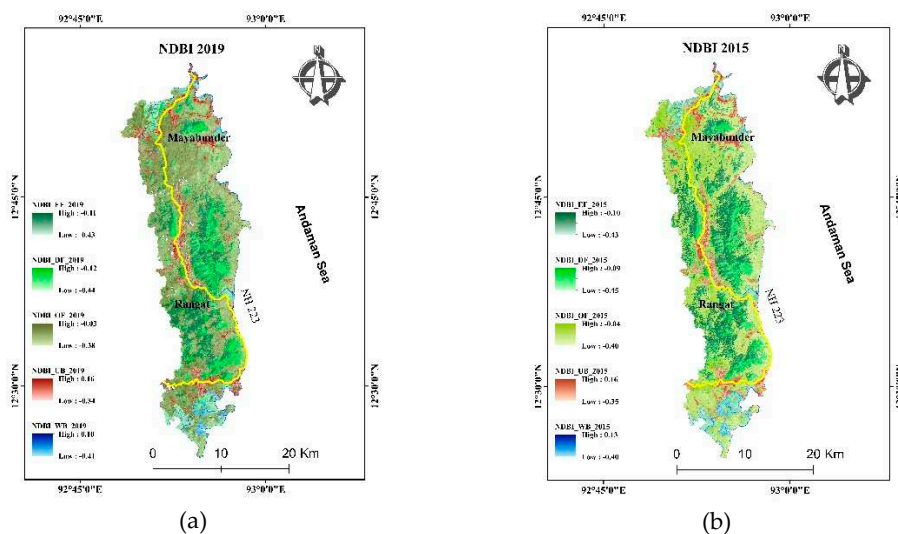 92°45'0"E 93°0'0"E
NDBI 2019
N
Mayabunder
12°45'0"N
NDBI_EF_2019
High : -0.11
Low : -0.43
NDBI_DF_2019
High : -0.12
Low : -0.44
NDBI_OF_2019
High : -0.03
Low : -0.38
NDBI_UB_2019
High : 0.16
Low : -0.34
NDBI_WB_2019
High : 0.10
Low : -0.41
Andaman Sea
Rangat
NH 223
12°30'0"N
0 10 20 Km
92°45'0"E 93°0'0"E
(a)
92°45'0"E 93°0'0"E
NDBI 2015
N
Mayabunder
12°45'0"N
NDBI_EF_2015
High : -0.10
Low : -0.43
NDBI_DF_2015
High : -0.09
Low : -0.45
NDBI_OF_2015
High : -0.04
Low : -0.40
NDBI_UB_2015
High : 0.16
Low : -0.35
NDBI_WB_2015
High : 0.13
Low : -0.40
Andaman Sea
Rangat
NH 223
12°30'0"N
0 10 20 Km
92°45'0"E 93°0'0"E
(b)